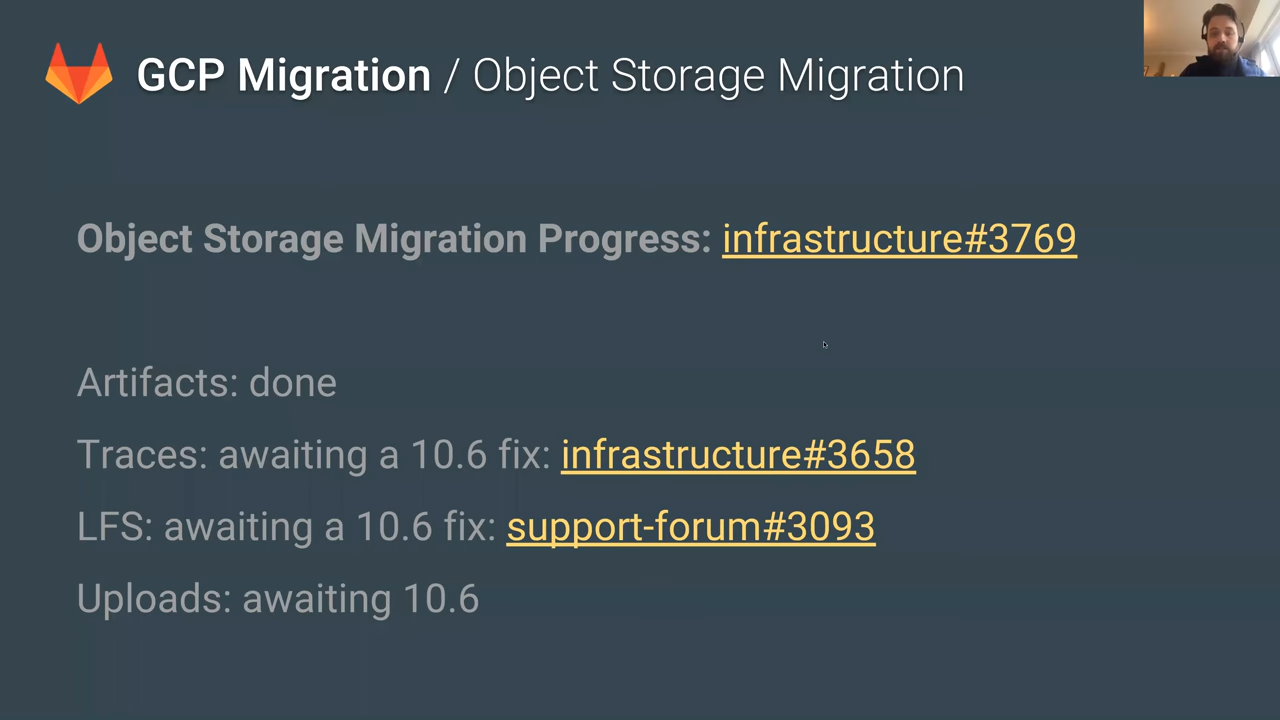 GCP Migration / Object Storage Migration
Object Storage Migration Progress: infrastructure#3769
Artifacts: done
Traces: awaiting a 10.6 fix: infrastructure#3658
LFS: awaiting a 10.6 fix: support-forum#3093
Uploads: awaiting 10.6